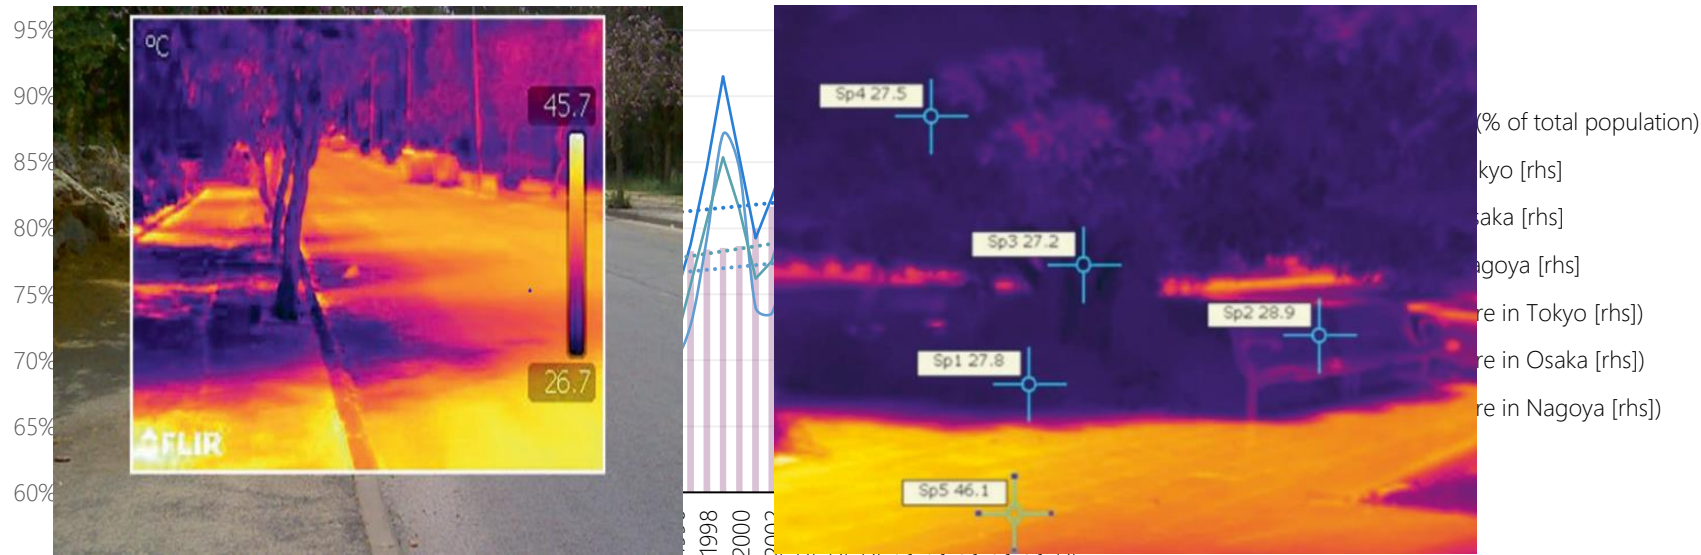 95%
90%
85%
80%
75%
70%
65%
60%
°C
45.7
26.7
FLIR
1998
2000
2002
Sp4 27.5
Sp3 27.2
Sp2 28.9
Sp1 27.8
Sp5 46.1
(% of total population)
kyo [rhs]
saka [rhs]
agoya [rhs]
re in Tokyo [rhs])
re in Osaka [rhs])
re in Nagoya [rhs])